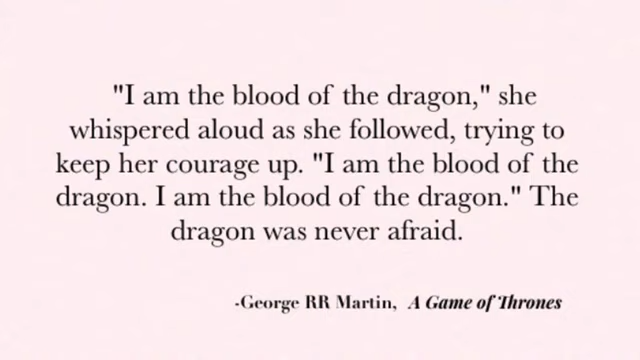 "I am the blood of the dragon," she
whispered aloud as she followed, trying to
keep her courage up. "I am the blood of the
dragon. I am the blood of the dragon." The
dragon was never afraid.
-George RR Martin, A Game of Thrones